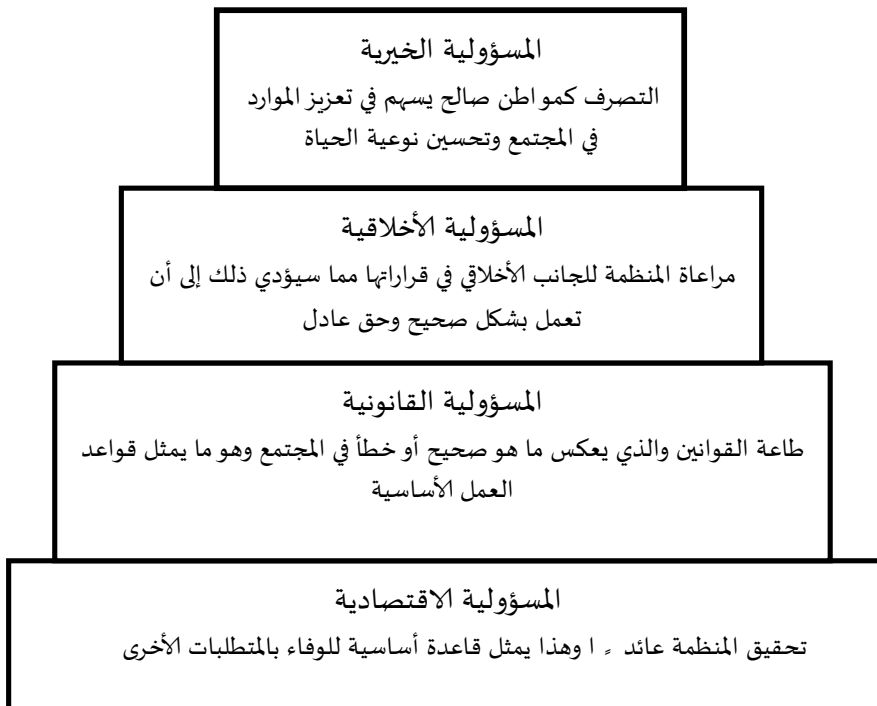 المسؤولية الخيرية
التصرف كمواطن صالح يسهم في تعزيز الموارد
في المجتمع وتحسين نوعية الحياة
المسؤولية الأخلاقية
مراعاة المنظمة للجانب الأخلاقي في قراراتها مما سيؤدي ذلك إلى أن
تعمل بشكل صحيح وحق عادل
المسؤولية القانونية
طاعة القوانين والذي يعكس ما هو صحيح أو خطأ في المجتمع وهو ما يمثل قواعد
العمل الأساسية
المسؤولية الاقتصادية
تحقيق المنظمة عائد ء ا وهذا يمثل قاعدة أساسية للوفاء بالمتطلبات الأخرى